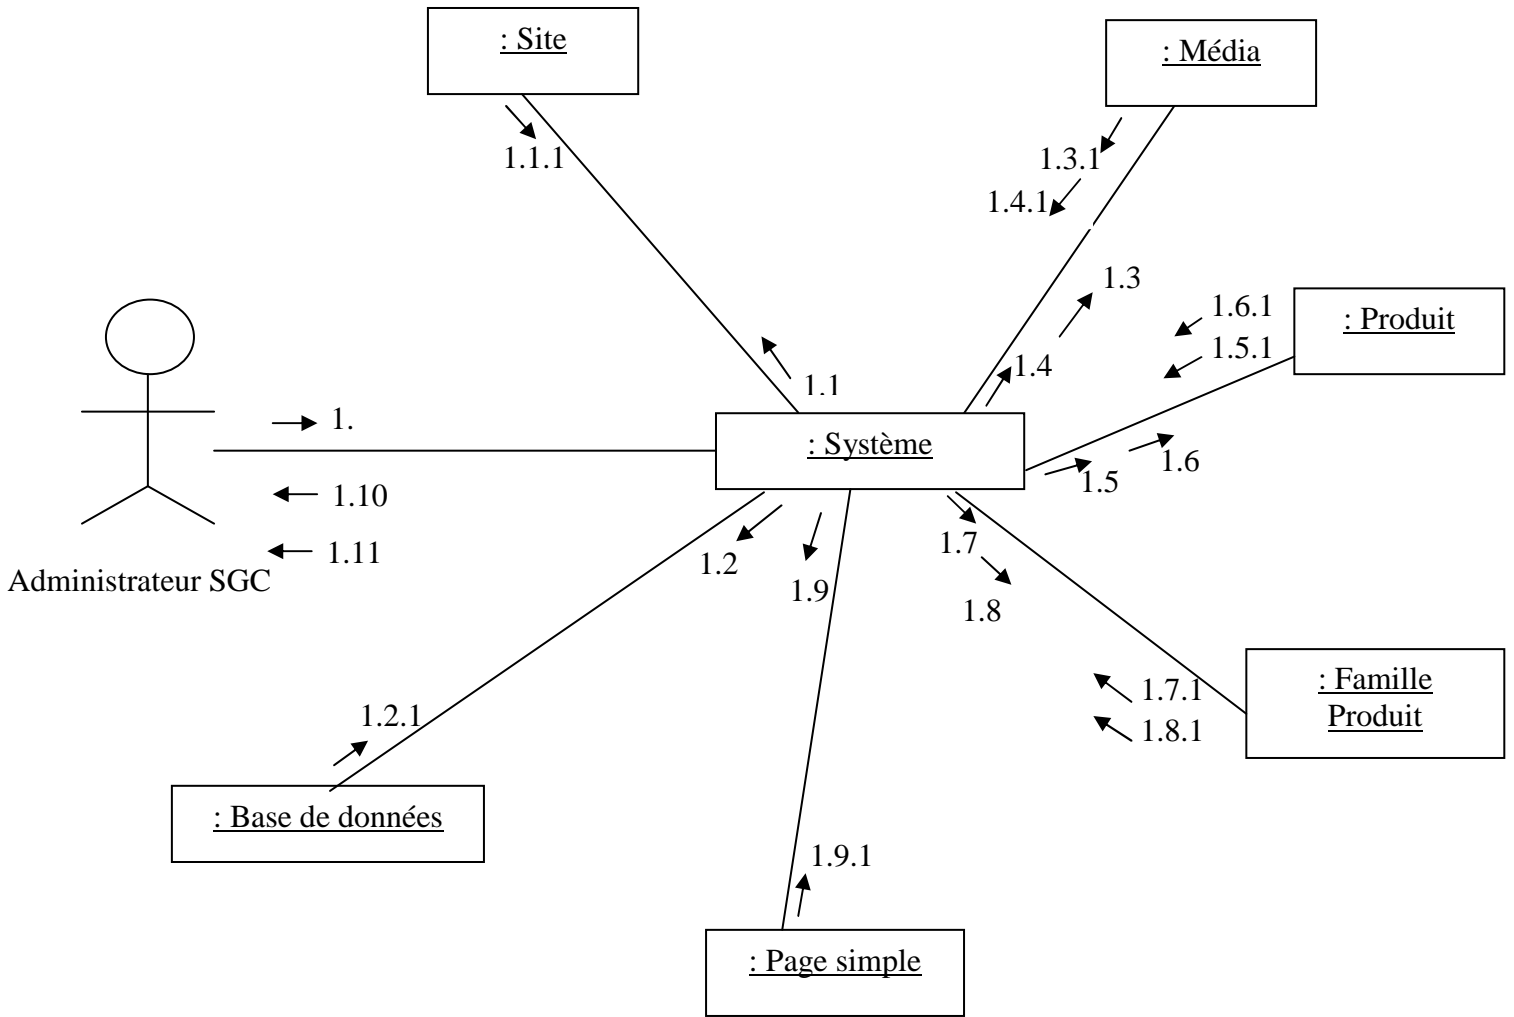 : Site
: Média
1.1.1
1.3.1
1.4.1
1.3
1.6.1
: Produit
1.5.1
1.4
1.1
1.
: Système
1.6
1.5
1.10
1.7
1.11
1.2
Administrateur SGC
1.9
1.8
: Famille
Produit
1.7.1
1.2.1
1.8.1
: Base de données
1.9.1
: Page simple